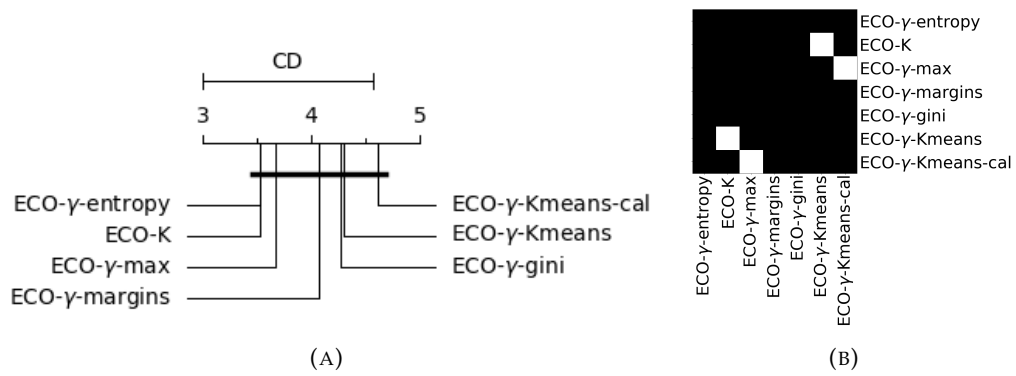 CD
3 4 5
ECO-γ-entropy
ECO-K
ECO-γ-max
ECO-γ-margins
ECO-γ-Kmeans-cal
ECO-γ-Kmeans
ECO-γ-gini
(A)
ECO-γ-entropy
ECO-K
ECO-γ-max
ECO-γ-margins
ECO-γ-gini
ECO-γ-Kmeans
ECO-γ-Kmeans-cal
ECO-γ-entropy
ECO-K
ECO-γ-max
ECO-γ-margins
ECO-γ-gini
ECO-γ-Kmeans
ECO-γ-Kmeans-cal
(B)